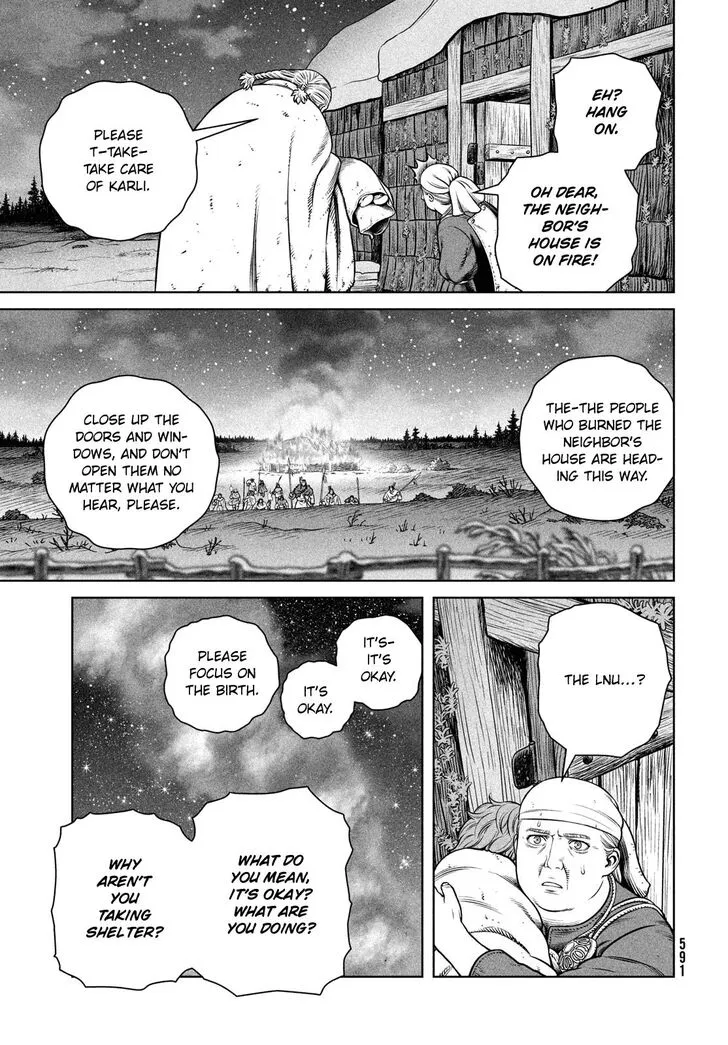 EH?
HANG
ON.
OH DEAR,
THE NEIGH-
BOR'S
HOUSE IS
ON FIRE!
PLEASE
T-TAKE-
TAKE CARE
OF KARLI.
THE-THE PEOPLE
WHO BURNED THE
NEIGHBOR'S
HOUSE ARE HEAD-
ING THIS WAY.
CLOSE UP THE
DOORS AND WIN-
DOWS, AND DON'T
OPEN THEM NO
MATTER WHAT YOU
HEAR, PLEASE.
THE LNU...?
IT'S-
IT'S
OKAY.
IT'S
OKAY.
PLEASE
FOCUS ON
THE BIRTH.
WHAT DO
YOU MEAN,
IT'S OKAY?
WHAT ARE
YOU DOING?
WHY
AREN'T
YOU
TAKING
SHELTER?
591